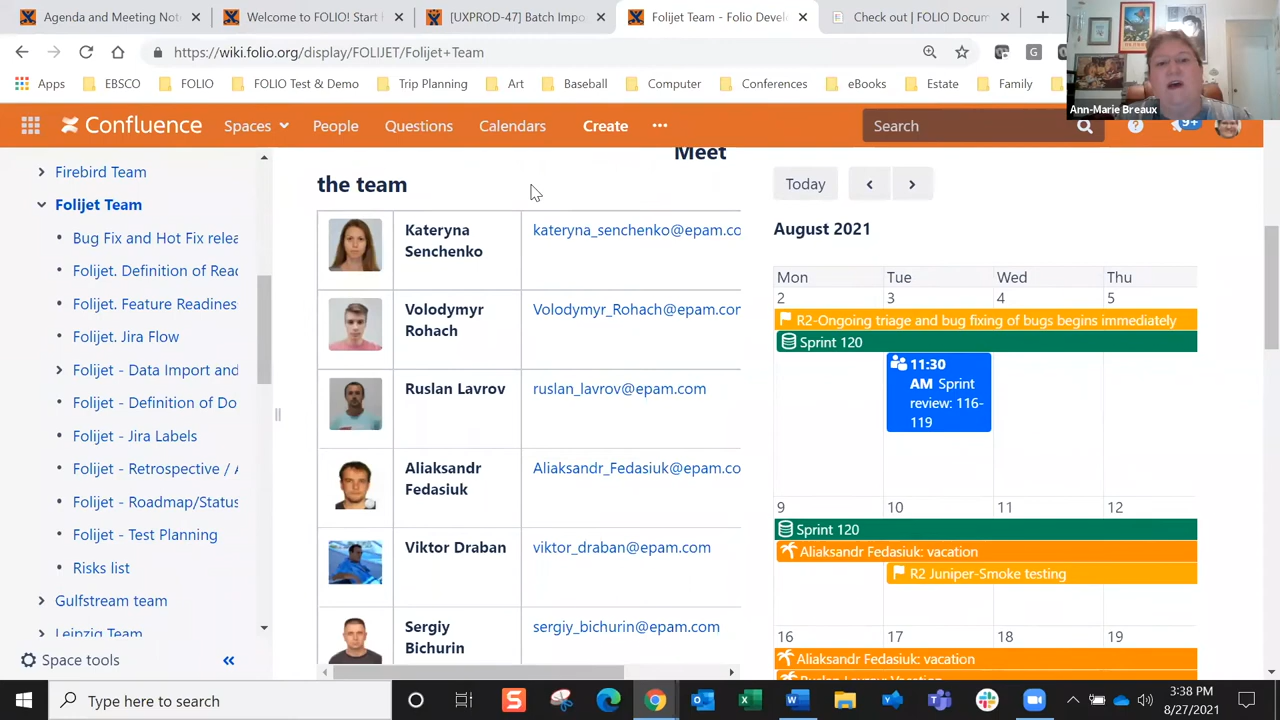 Agenda and Meeting Not
Welcome to FOLIO! Start
[UXPROD-47] Batch Impo
Folijet Team - Folio Devel
Check out | FOLIO Docum
https://wiki.folio.org/display/FOLIJET/Folijet+Team
Apps
EBSCO
FOLIO
FOLIO Test & Demo
Trip Planning
Art
Baseball
Computer
Conferences
eBooks
Estate
Family
Ann-Marie Breaux
Confluence
Spaces
People
Questions
Calendars
Create
Search
9+
Firebird Team
Folijet Team
Bug Fix and Hot Fix relea
Folijet. Definition of Read
Folijet. Feature Readines
Folijet. Jira Flow
Folijet - Data Import and
Folijet - Definition of Do
Folijet - Jira Labels
Folijet - Retrospective / A
Folijet - Roadmap/Status
Folijet - Test Planning
Risks list
Gulfstream team
Leipzig Team
Space tools
Meet
the team
Kateryna
Senchenko
kateryna_senchenko@epam.co
Volodymyr
Rohach
Volodymyr_Rohach@epam.cor
Ruslan Lavrov
ruslan_lavrov@epam.com
Aliaksandr
Fedasiuk
Aliaksandr_Fedasiuk@epam.co
Viktor Draban
viktor_draban@epam.com
Sergiy
Bichurin
sergiy_bichurin@epam.com
Today
August 2021
Mon
Tue
Wed
Thu
2
3
4
5
R2-Ongoing triage and bug fixing of bugs begins immediately
Sprint 120
11:30
AM Sprint
review: 116-
119
9
10
11
12
Sprint 120
Aliaksandr Fedasiuk: vacation
R2 Juniper-Smoke testing
16
17
18
19
Aliaksandr Fedasiuk: vacation
Ruslan Lavrov: Vacation
Type here to search
3:38 PM
8/27/2021